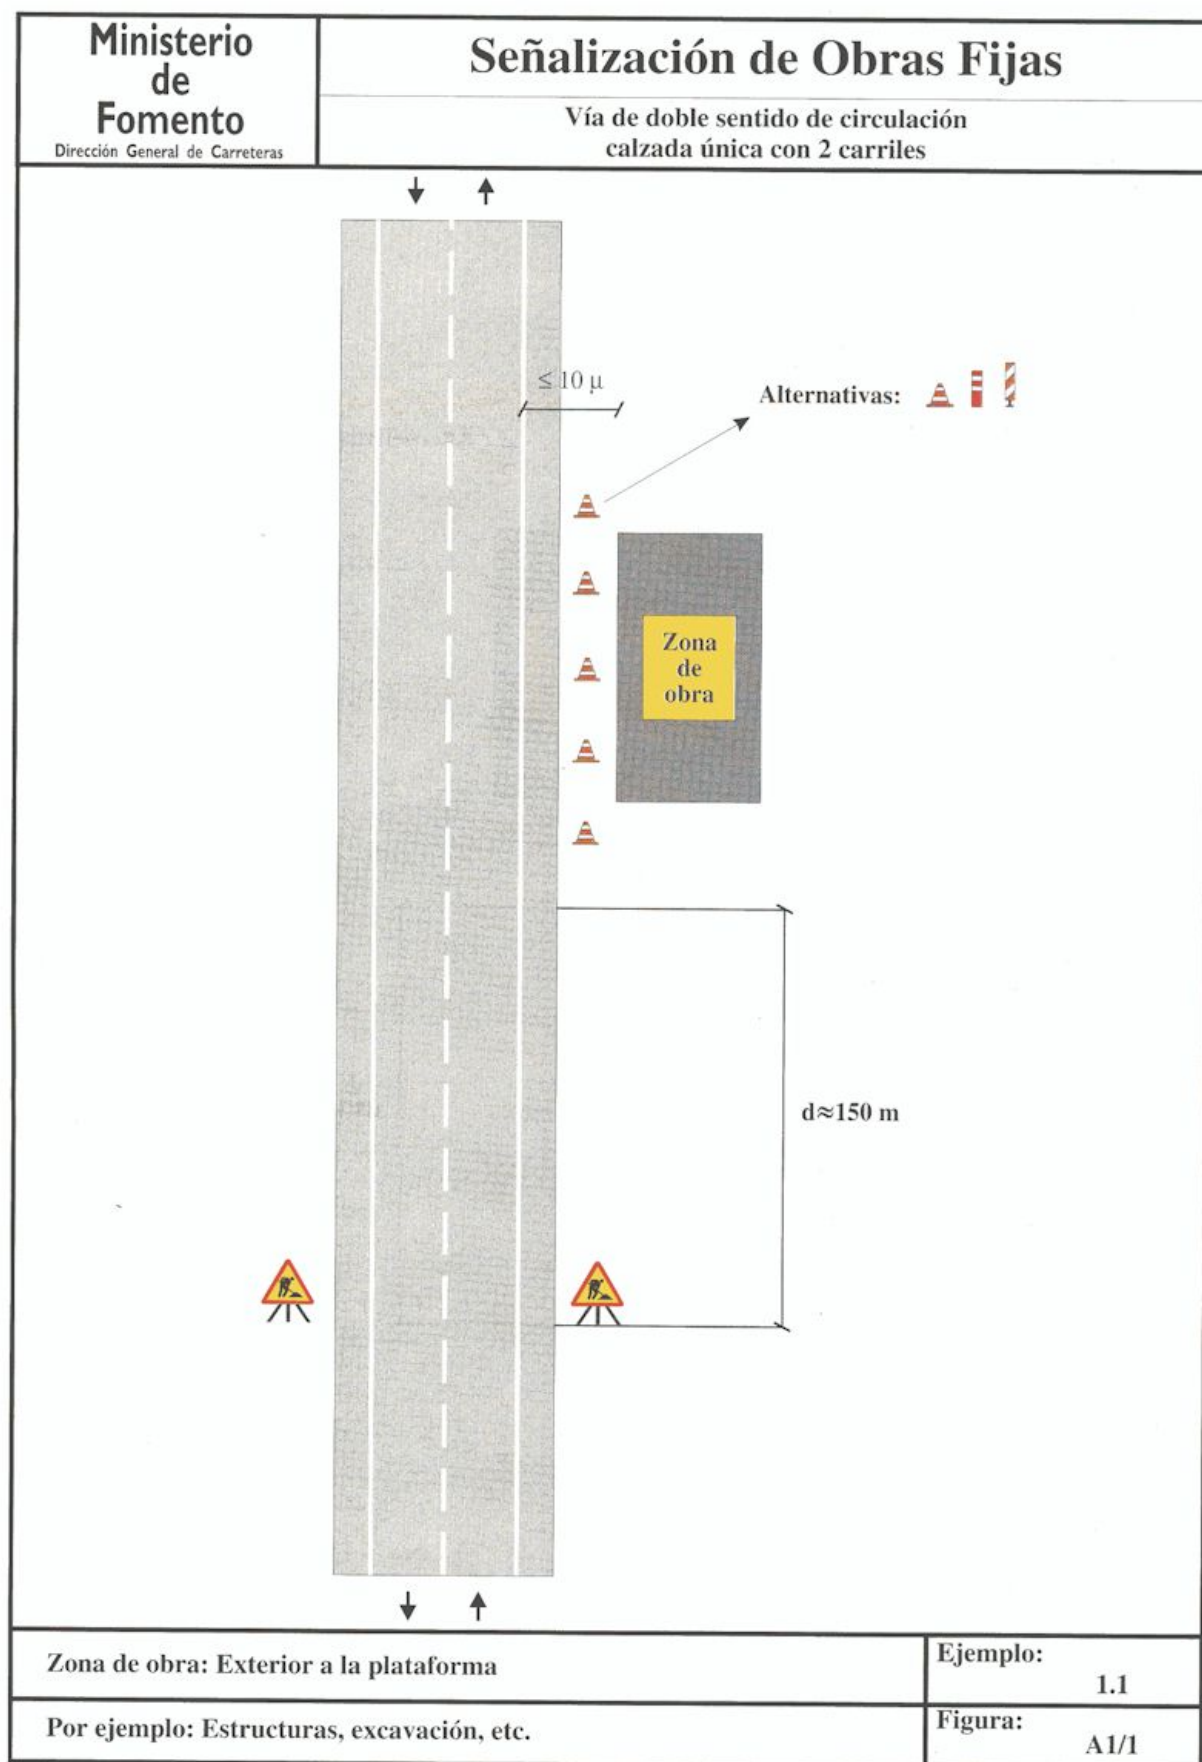 Ministerio
de
Fomento
Dirección General de Carreteras
Señalización de Obras Fijas
Vía de doble sentido de circulación
calzada única con 2 carriles
≤ 10 μ
Alternativas:
Zona
de
obra
d≈150 m
Zona de obra: Exterior a la plataforma
Ejemplo:
1.1
Por ejemplo: Estructuras, excavación, etc.
Figura:
A1/1